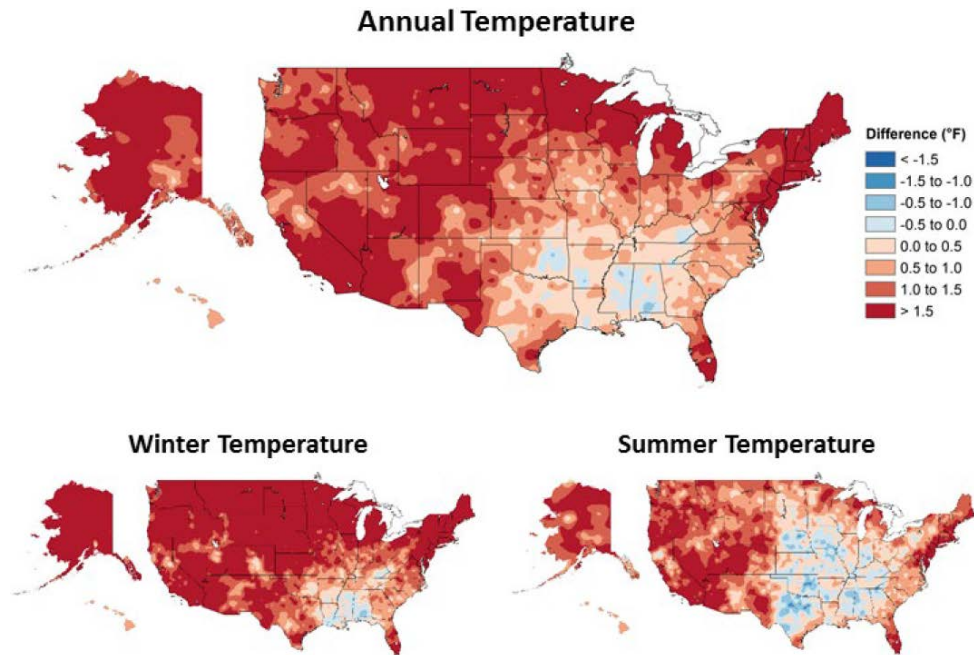 Annual Temperature
Difference (°F)
< -1.5
-1.5 to -1.0
-0.5 to -1.0
-0.5 to 0.0
0.0 to 0.5
0.5 to 1.0
1.0 to 1.5
> 1.5
Winter Temperature
Summer Temperature